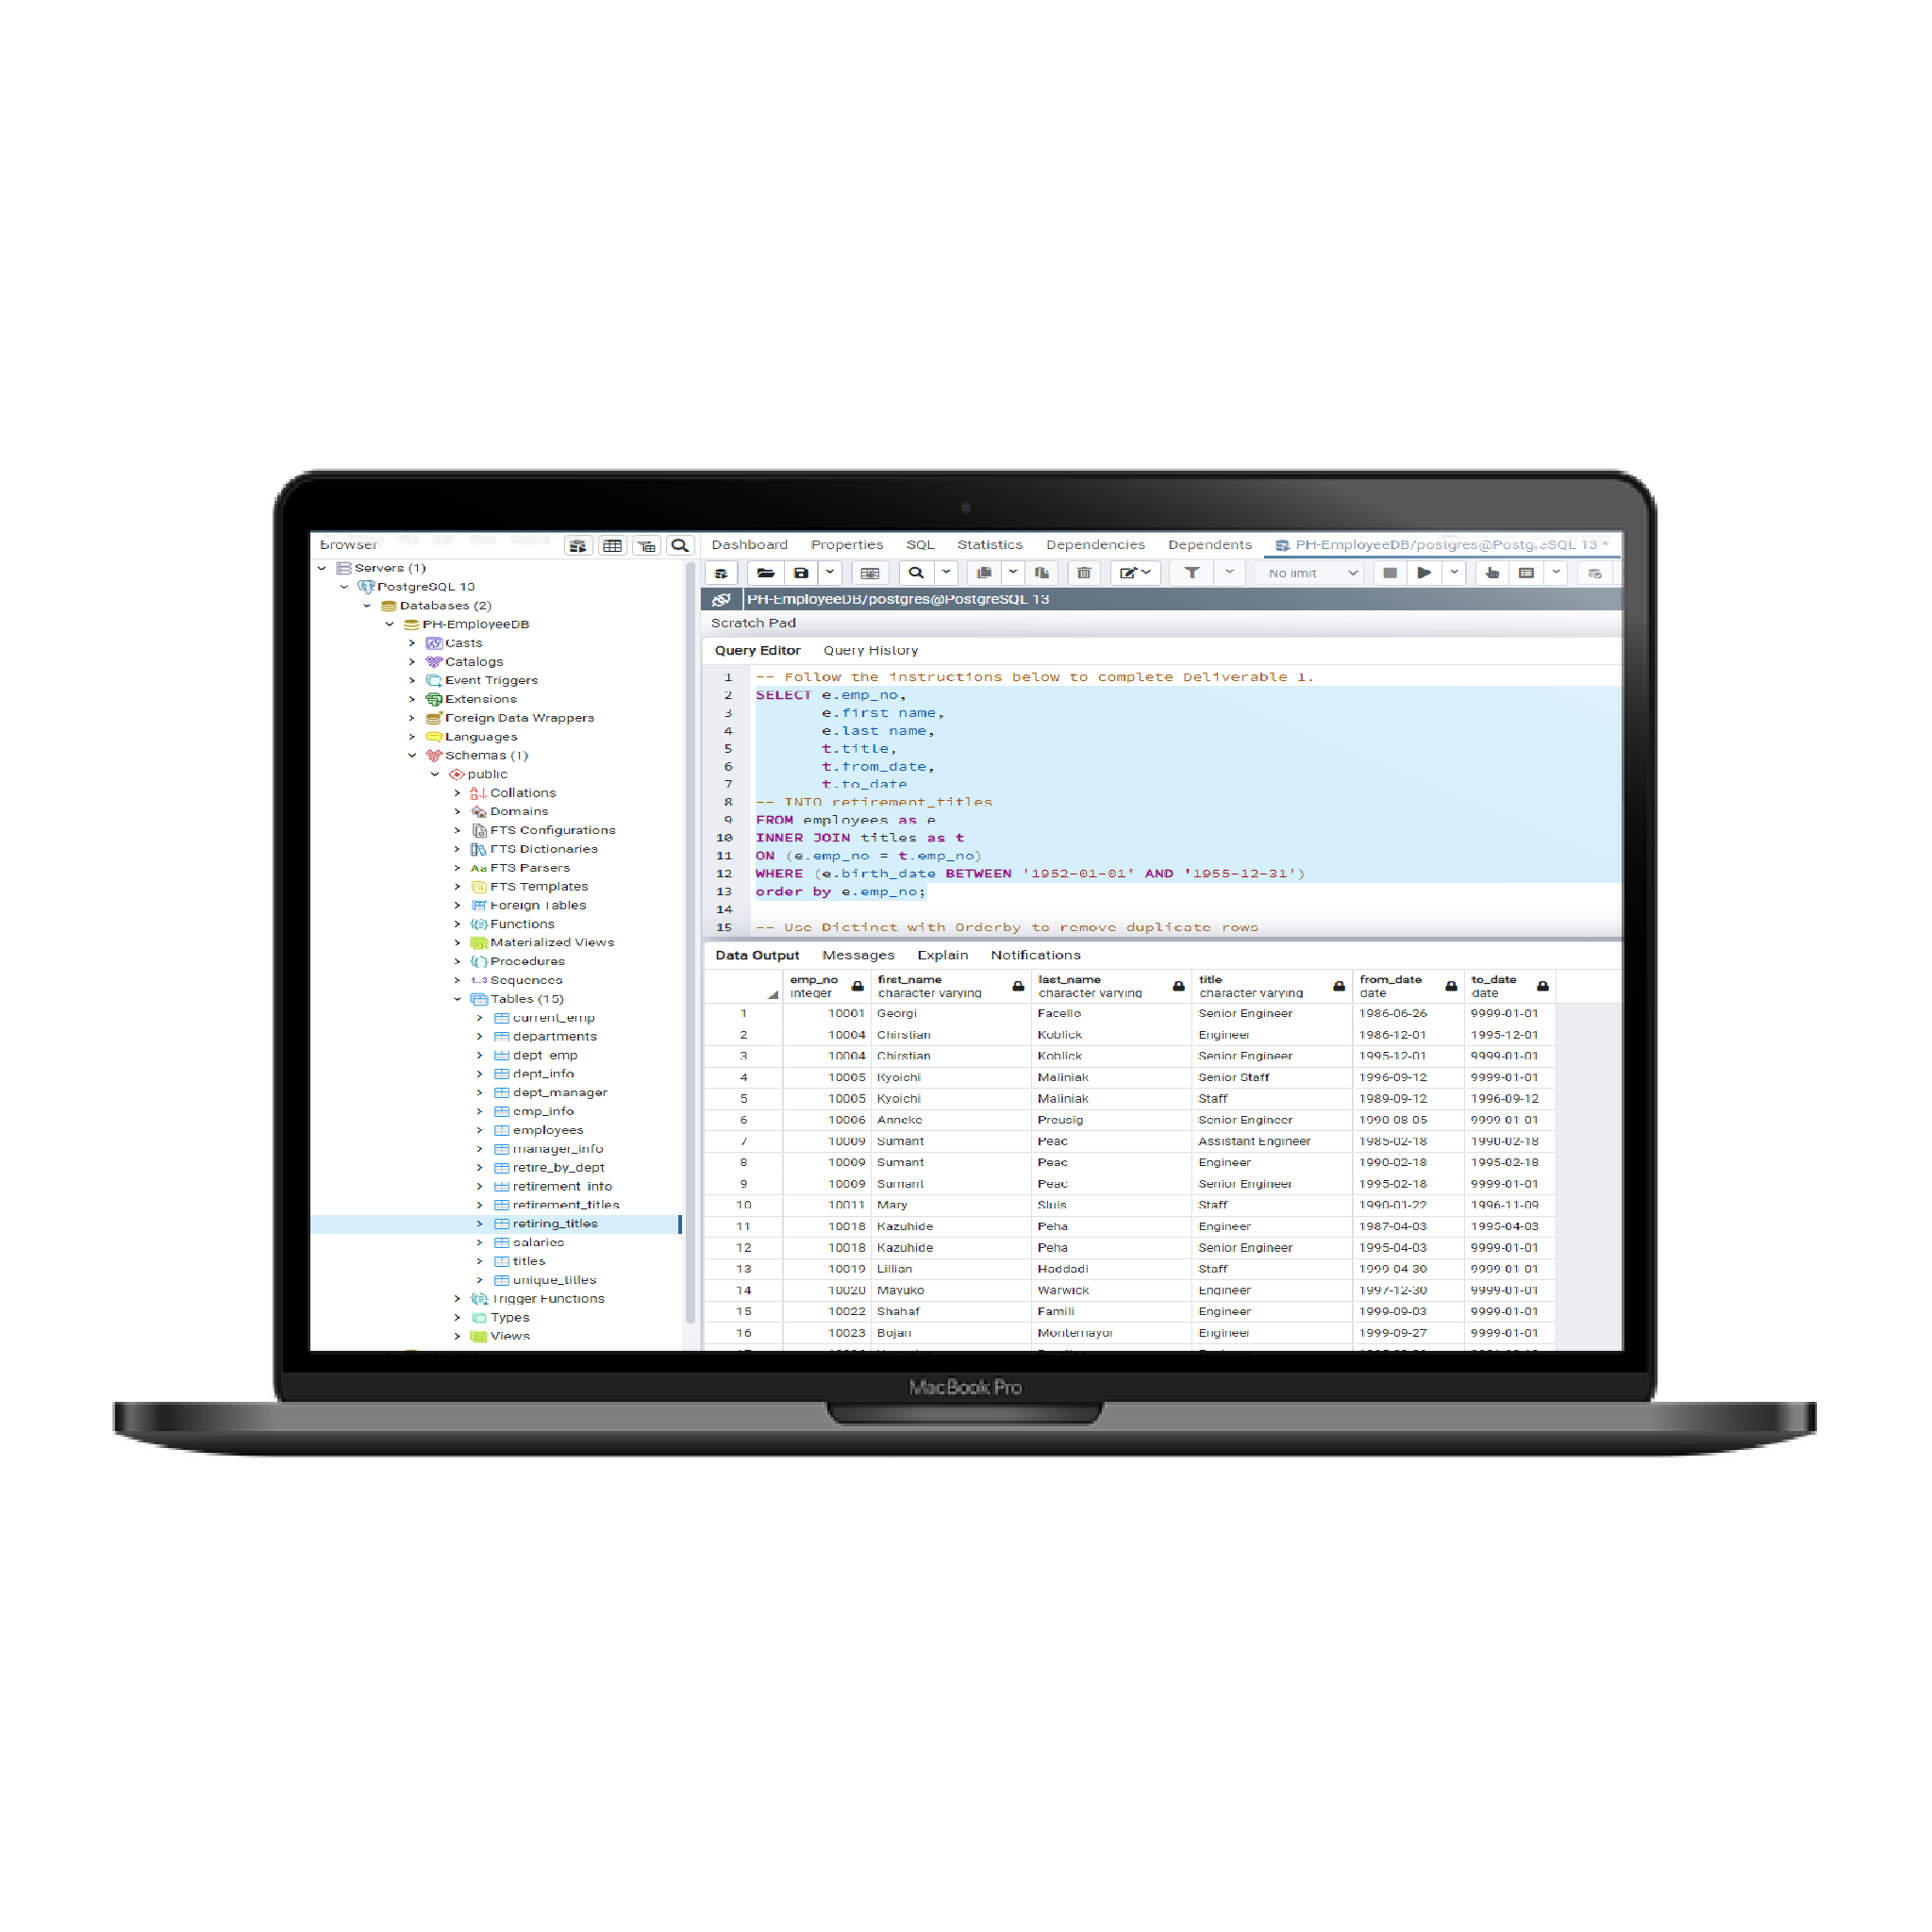 Browser
Servers (1)
PostgreSQL 13
Databases (2)
PH-EmployeeDB
Casts
Catalogs
Event Triggers
Extensions
Foreign Data Wrappers
Languages
Schemas (1)
public
Collations
Domains
FTS Configurations
FTS Dictionaries
Aa FTS Parsers
FTS Templates
Foreign Tables
Functions
Materialized Views
Procedures
1..3 Sequences
Tables (15)
current_emp
departments
dept_emp
dept_info
dept_manager
emp_info
employees
manager_info
retire_by_dept
retirement_info
retirement_titles
retiring_titles
salaries
titles
unique_titles
Trigger Functions
Types
Views
Dashboard Properties SQL Statistics Dependencies Dependents PH-EmployeeDB/postgres@PostgreSQL 13 *
No limit
PH-EmployeeDB/postgres@PostgreSQL 13
Scratch Pad
Query Editor Query History
1 -- Follow the instructions below to complete Deliverable 1.
2 SELECT e.emp_no,
3 e.first_name,
4 e.last_name,
5 t.title,
6 t.from_date,
7 t.to_date
8 -- INTO retirement_titles
9 FROM employees as e
10 INNER JOIN titles as t
11 ON (e.emp_no = t.emp_no)
12 WHERE (e.birth_date BETWEEN '1952-01-01' AND '1955-12-31')
13 order by e.emp_no;
14
15 -- Use Dictinct with Orderby to remove duplicate rows
Data Output Messages Explain Notifications
emp_no first_name last_name title from_date to_date
integer character varying character varying character varying date date
1 10001 Georgi Facello Senior Engineer 1986-06-26 9999-01-01
2 10004 Chirstian Koblick Engineer 1986-12-01 1995-12-01
3 10004 Chirstian Koblick Senior Engineer 1995-12-01 9999-01-01
4 10005 Kyoichi Maliniak Senior Staff 1996-09-12 9999-01-01
5 10005 Kyoichi Maliniak Staff 1989-09-12 1996-09-12
6 10006 Anneke Preusig Senior Engineer 1990-08-05 9999-01-01
7 10009 Sumant Peac Assistant Engineer 1985-02-18 1990-02-18
8 10009 Sumant Peac Engineer 1990-02-18 1995-02-18
9 10009 Sumant Peac Senior Engineer 1995-02-18 9999-01-01
10 10011 Mary Sluis Staff 1990-01-22 1996-11-09
11 10018 Kazuhide Peha Engineer 1987-04-03 1995-04-03
12 10018 Kazuhide Peha Senior Engineer 1995-04-03 9999-01-01
13 10019 Lillian Haddadi Staff 1999-04-30 9999-01-01
14 10020 Mayuko Warwick Engineer 1997-12-30 9999-01-01
15 10022 Shahaf Famili Engineer 1999-09-03 9999-01-01
16 10023 Bojan Montemayor Engineer 1999-09-27 9999-01-01
MacBook Pro